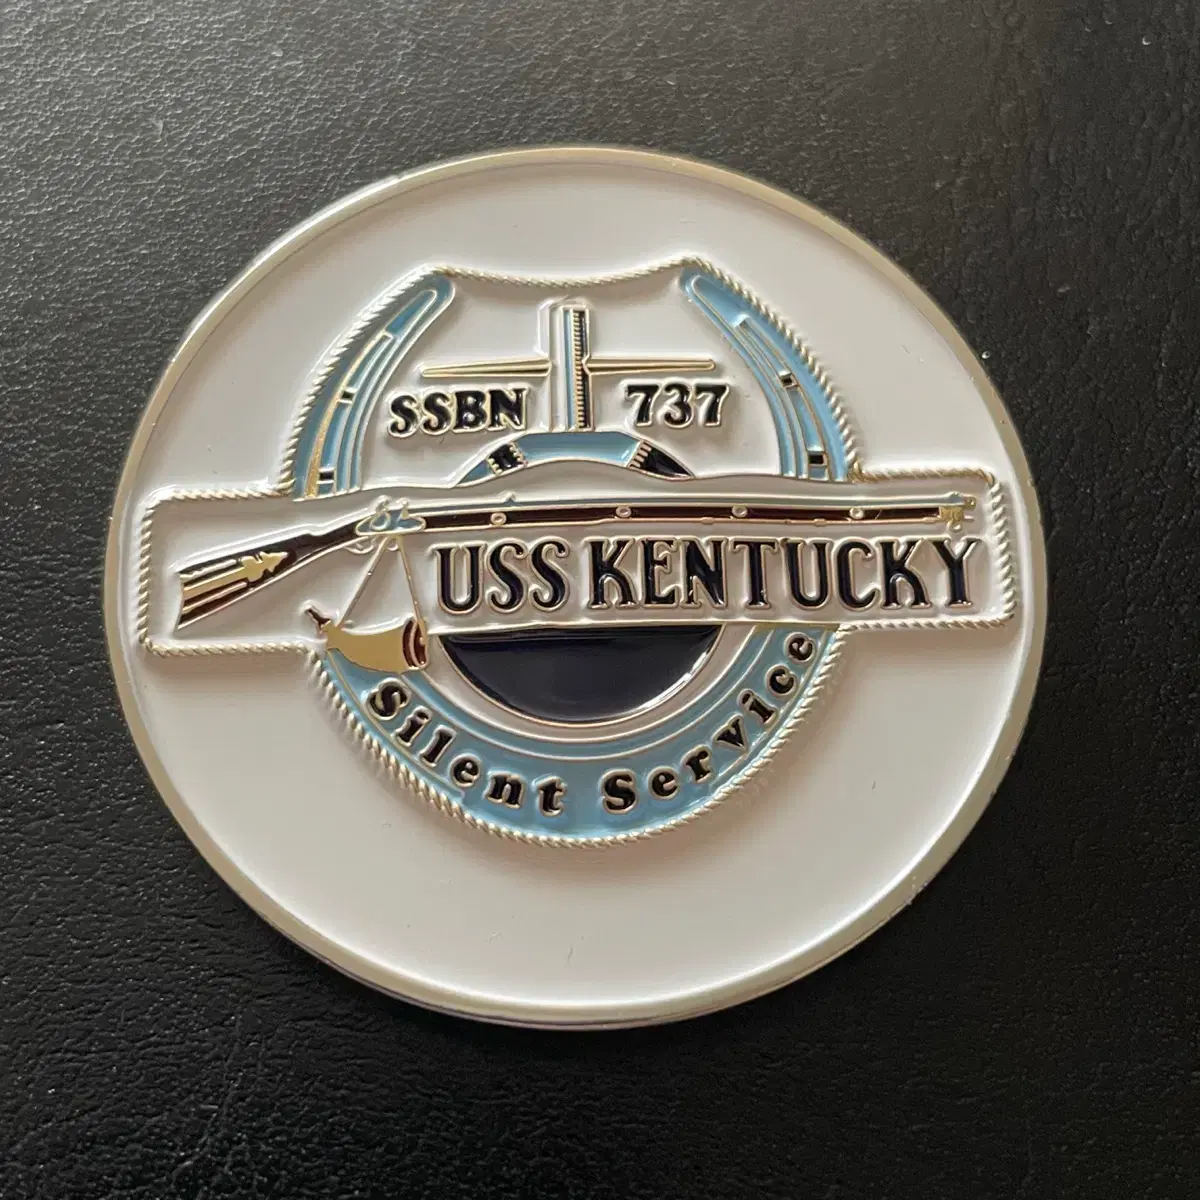 SSBN 737
USS KENTUCKY
Silent Service